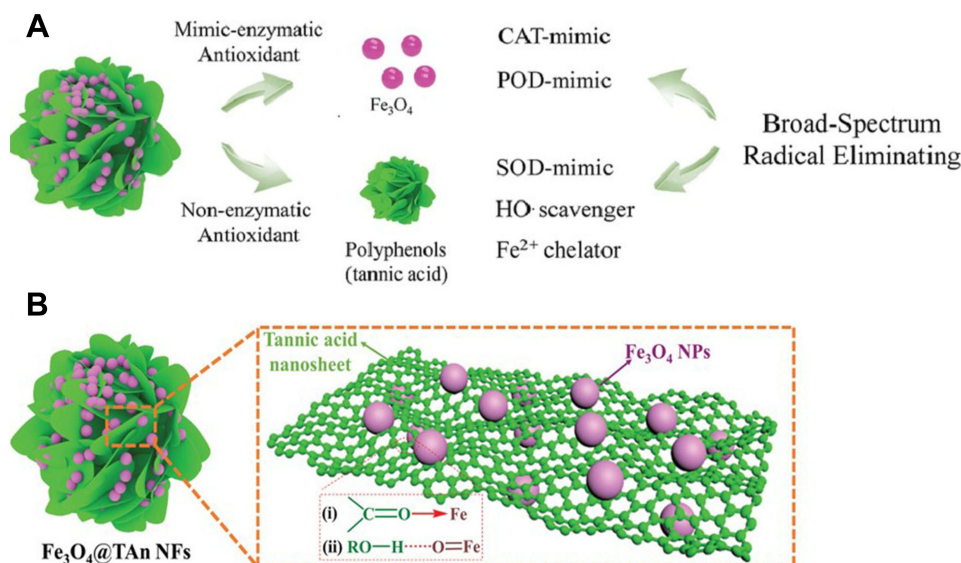 A
Mimic-enzymatic
Antioxidant
Fe₃O₄
CAT-mimic
POD-mimic
Broad-Spectrum
Radical Eliminating
Non-enzymatic
Antioxidant
Polyphenols
(tannic acid)
SOD-mimic
HO· scavenger
Fe²⁺ chelator
B
Fe₃O₄@TAn NFs
Tannic acid
nanosheet
Fe₃O₄ NPs
(i) C=O→Fe
(ii) RO—H······O=Fe